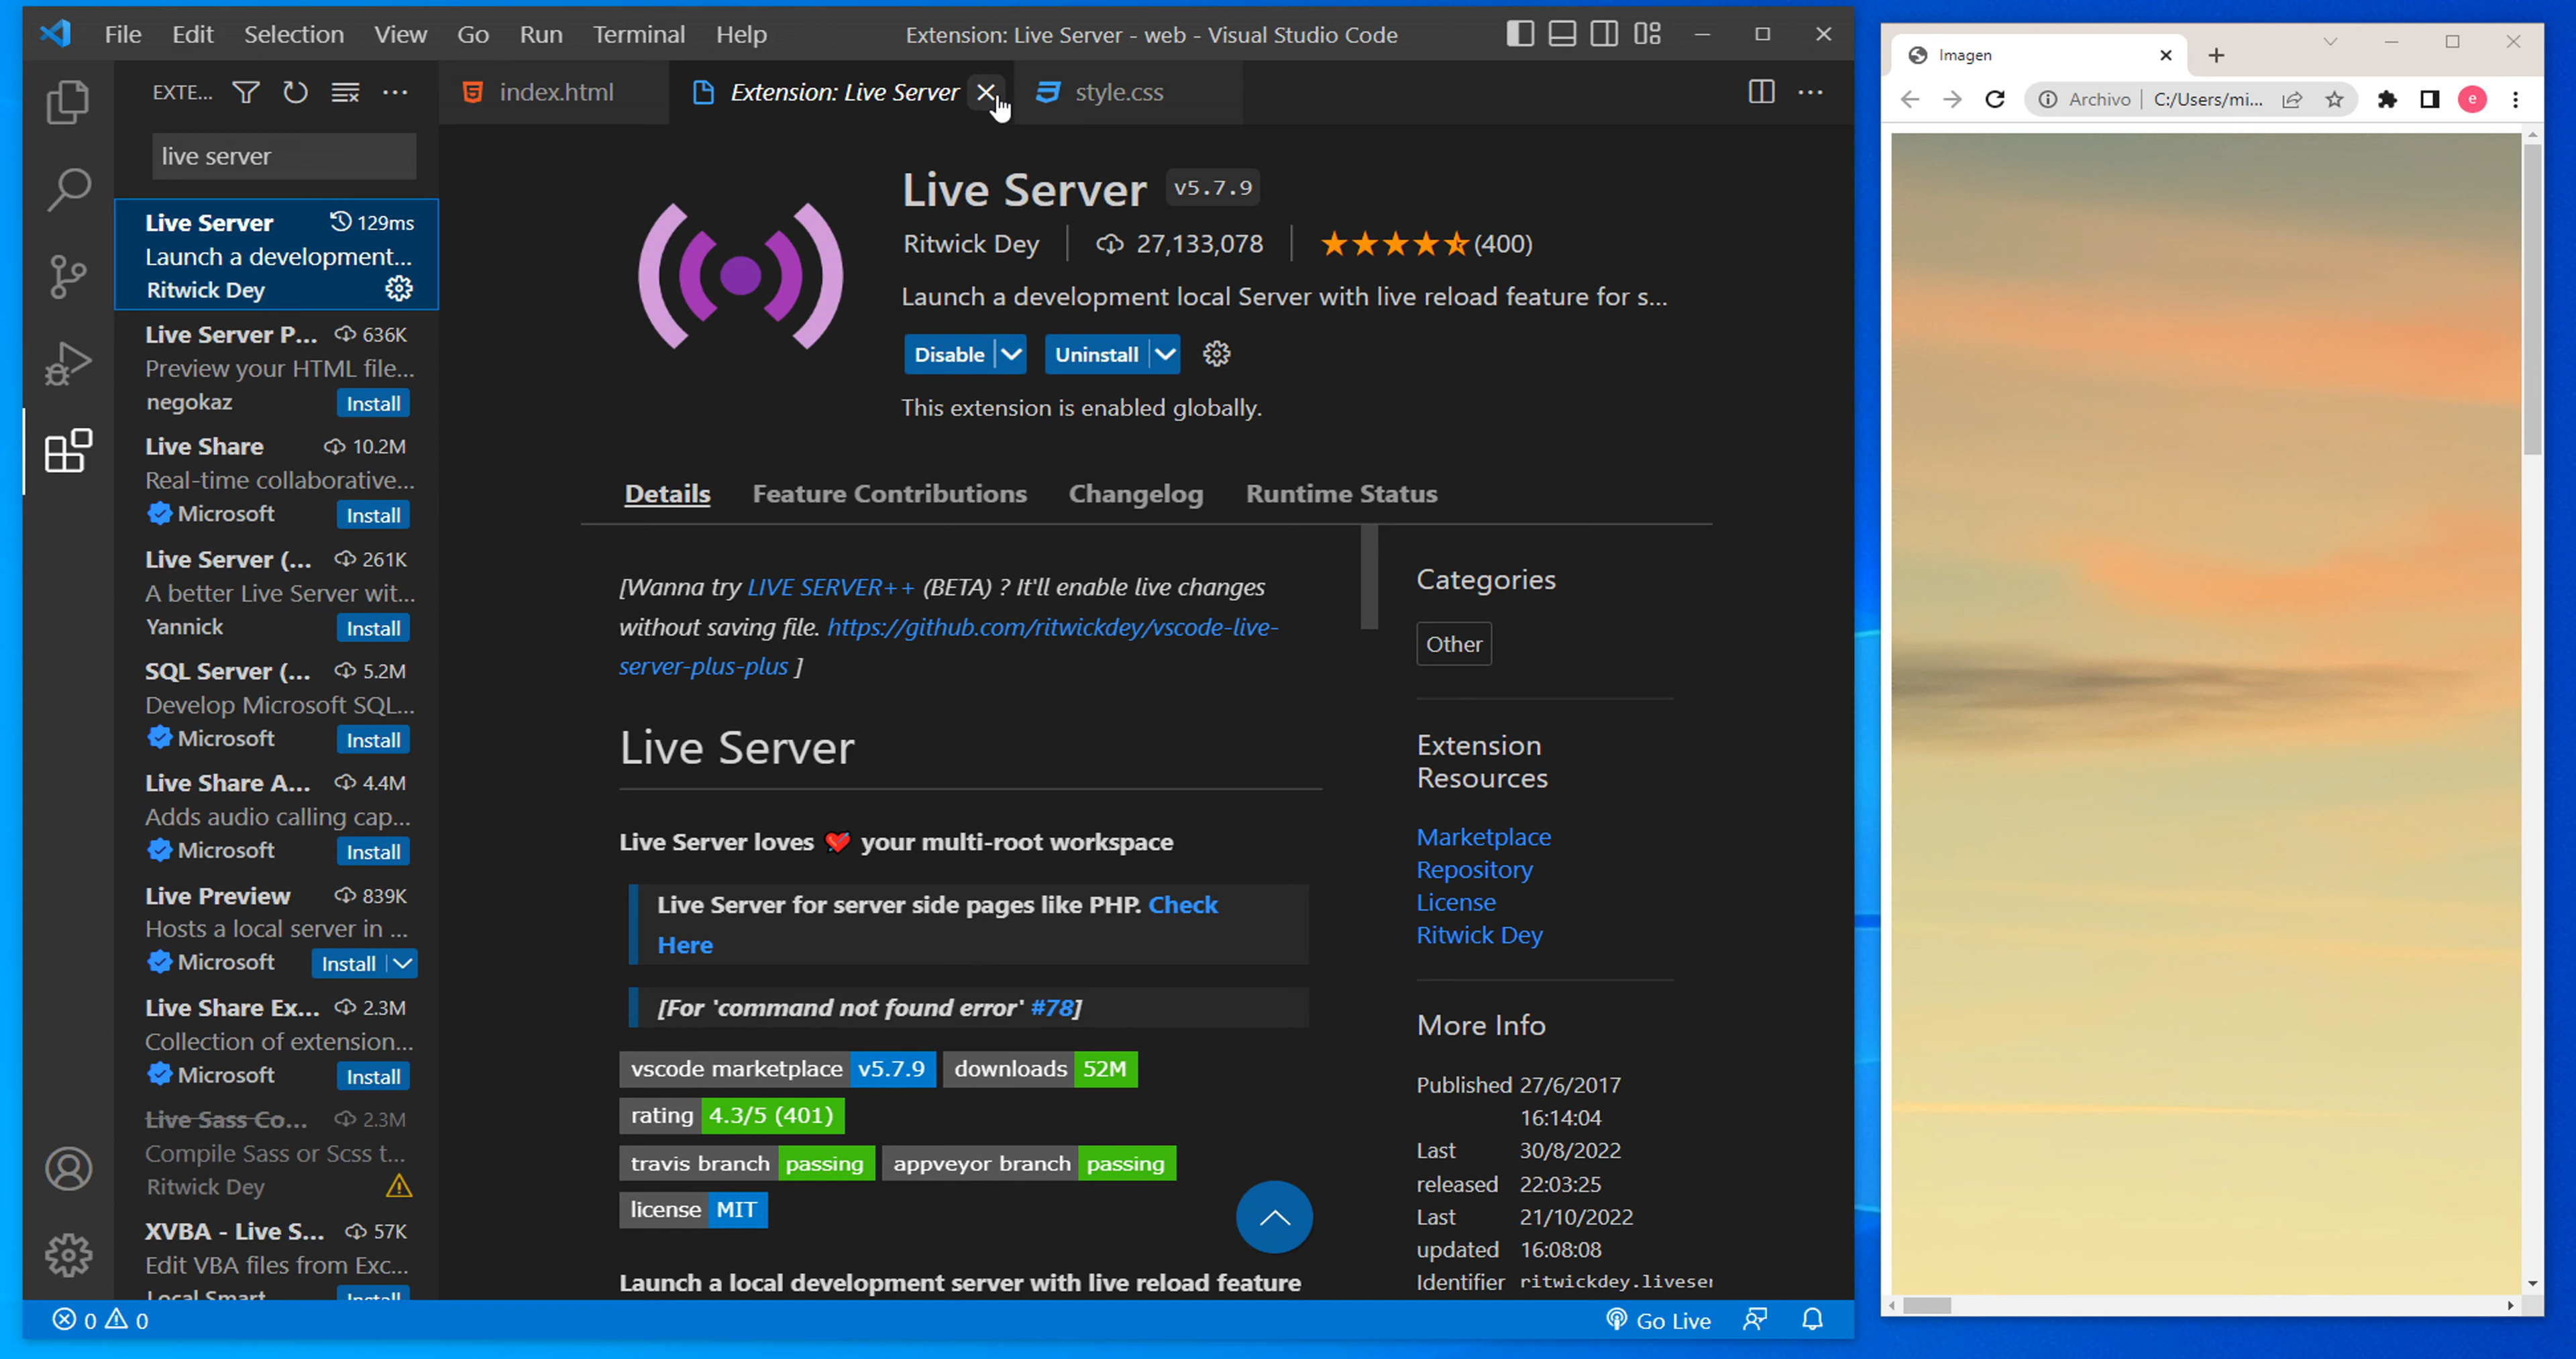 File Edit Selection View Go Run Terminal Help
Extension: Live Server - web - Visual Studio Code
EXTE...
index.html
Extension: Live Server
style.css
live server
Live Server 129ms
Launch a development...
Ritwick Dey
Live Server P... 636K
Preview your HTML file...
negokaz Install
Live Share 10.2M
Real-time collaborative...
Microsoft Install
Live Server (... 261K
A better Live Server wit...
Yannick Install
SQL Server (... 5.2M
Develop Microsoft SQL...
Microsoft Install
Live Share A... 4.4M
Adds audio calling cap...
Microsoft Install
Live Preview 839K
Hosts a local server in ...
Microsoft Install
Live Share Ex... 2.3M
Collection of extension...
Microsoft Install
Live Sass Co... 2.3M
Compile Sass or Scss t...
Ritwick Dey
XVBA - Live S... 57K
Edit VBA files from Exc...
Local Smart Install
Live Server v5.7.9
Ritwick Dey 27,133,078 (400)
Launch a development local Server with live reload feature for s...
Disable Uninstall
This extension is enabled globally.
Details Feature Contributions Changelog Runtime Status
[Wanna try LIVE SERVER++ (BETA) ? It'll enable live changes
without saving file. https://github.com/ritwickdey/vscode-live-
server-plus-plus ]
Live Server
Live Server loves 💘 your multi-root workspace
Live Server for server side pages like PHP. Check
Here
[For 'command not found error' #78]
vscode marketplace v5.7.9 downloads 52M
rating 4.3/5 (401)
travis branch passing appveyor branch passing
license MIT
Launch a local development server with live reload feature
Categories
Other
Extension
Resources
Marketplace
Repository
License
Ritwick Dey
More Info
Published 27/6/2017
16:14:04
Last 30/8/2022
released 22:03:25
Last 21/10/2022
updated 16:08:08
Identifier ritwickdey.liveser
0 0
Go Live
Imagen
Archivo C:/Users/mi...
e